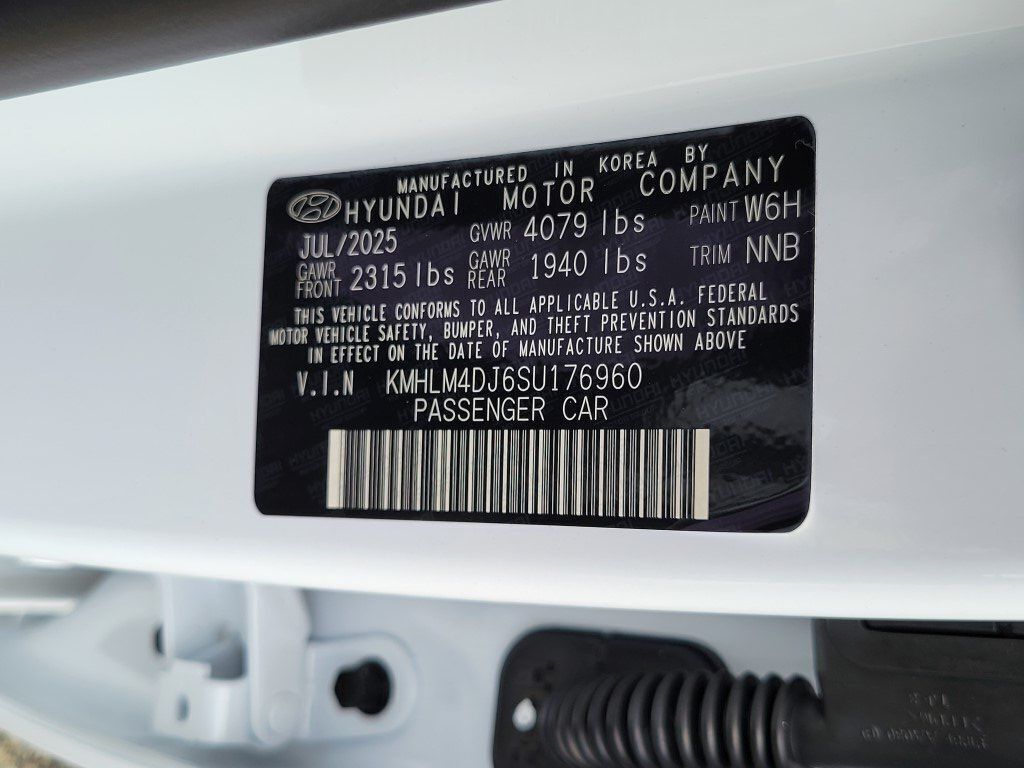 MANUFACTURED IN KOREA BY
HYUNDAI MOTOR COMPANY
JUL/2025 GVWR 4079 lbs PAINT W6H
GAWR FRONT 2315 lbs GAWR REAR 1940 lbs TRIM NNB
THIS VEHICLE CONFORMS TO ALL APPLICABLE U.S.A. FEDERAL
MOTOR VEHICLE SAFETY, BUMPER, AND THEFT PREVENTION STANDARDS
IN EFFECT ON THE DATE OF MANUFACTURE SHOWN ABOVE
V.I.N KMHLM4DJ6SU176960
PASSENGER CAR